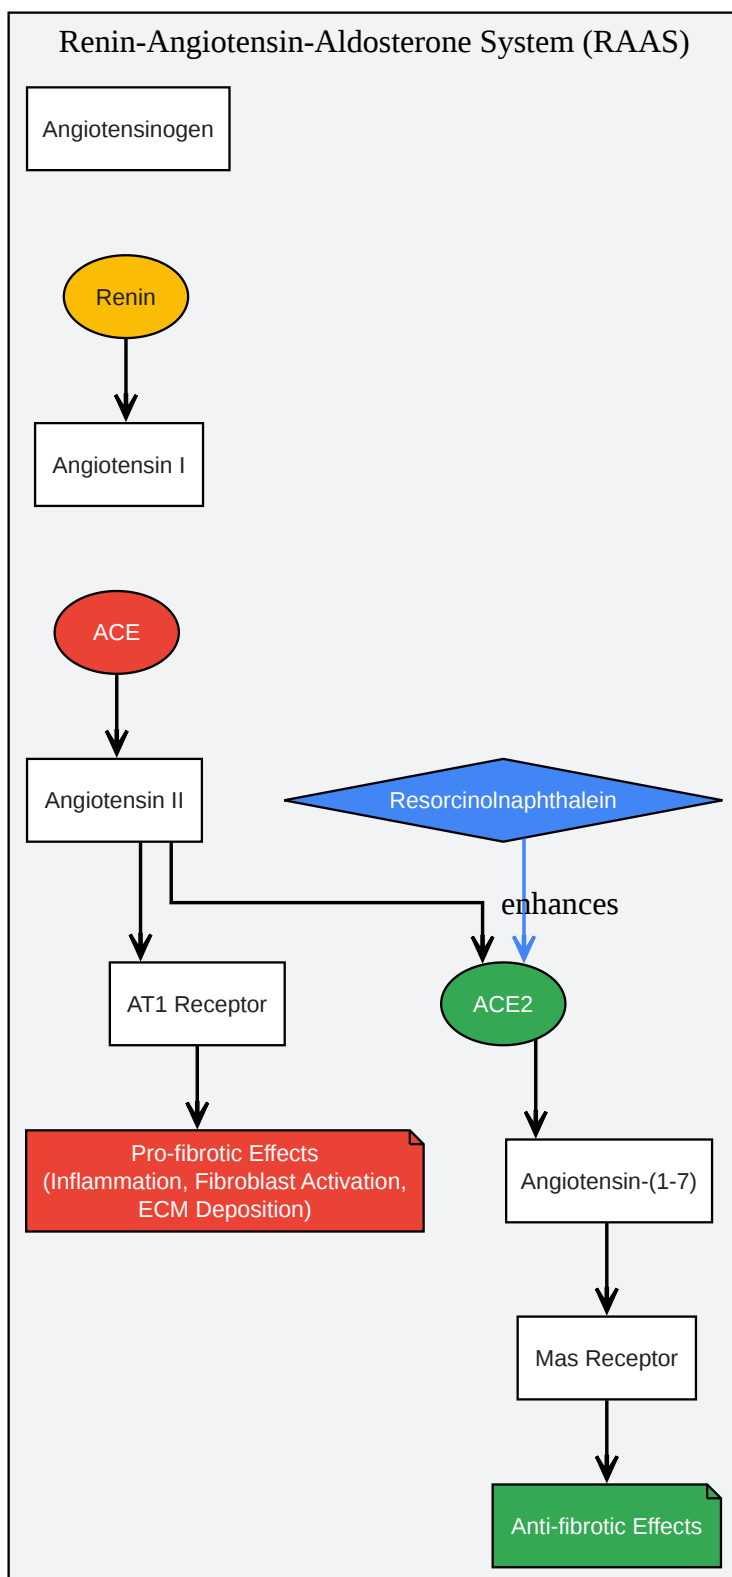 Renin-Angiotensin-Aldosterone System (RAAS)
Angiotensinogen
Renin
Angiotensin I
ACE
Angiotensin II
Resorcinolnaphthalein
enhances
AT1 Receptor
ACE2
Pro-fibrotic Effects
(Inflammation, Fibroblast Activation,
ECM Deposition)
Angiotensin-(1-7)
Mas Receptor
Anti-fibrotic Effects